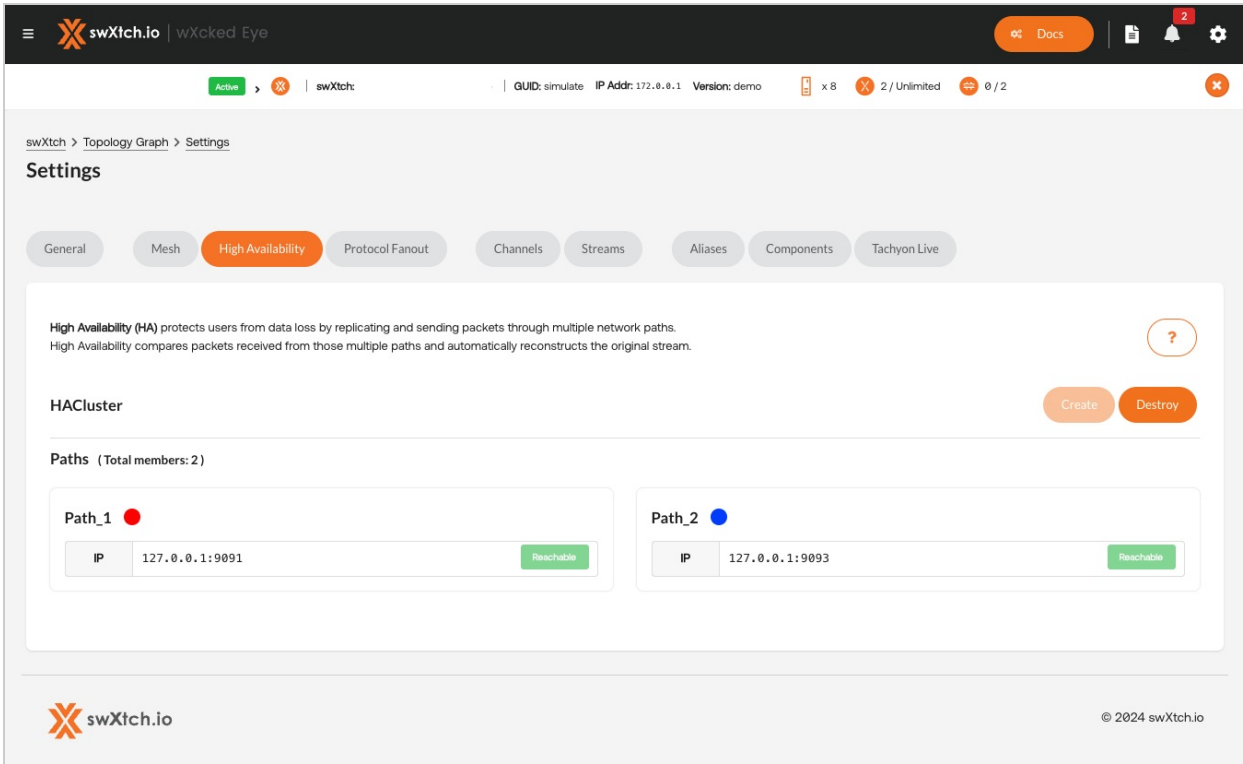 swXtch.io | wXcked Eye
Docs
2
Active > | swXtch: | GUID: simulate IP Addr: 172.0.0.1 Version: demo x 8 2 / Unlimited 0 / 2
swXtch > Topology Graph > Settings
Settings
General Mesh High Availability Protocol Fanout Channels Streams Aliases Components Tachyon Live
High Availability (HA) protects users from data loss by replicating and sending packets through multiple network paths.
High Availability compares packets received from those multiple paths and automatically reconstructs the original stream.
?
HACluster
Create Destroy
Paths (Total members: 2)
Path_1
IP 127.0.0.1:9091 Reachable
Path_2
IP 127.0.0.1:9093 Reachable
swXtch.io
© 2024 swXtch.io